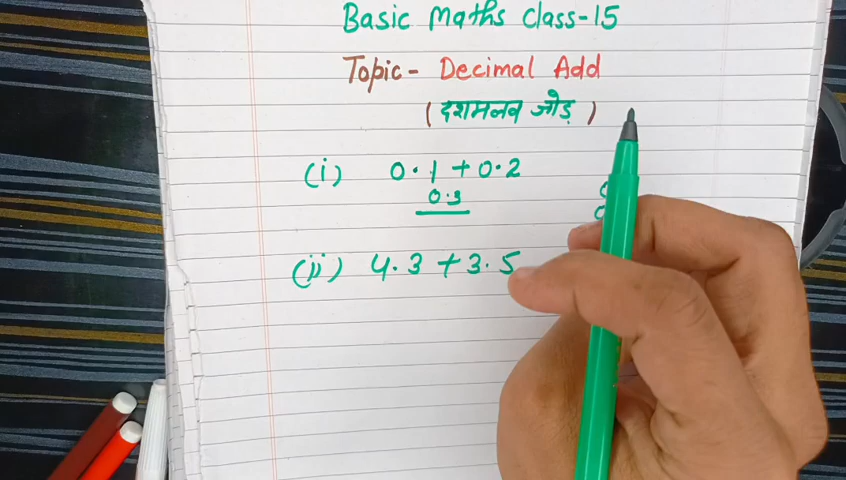 Basic Maths Class-15
Topic- Decimal Add
(दशमलव जोड़)
(i) 0.1 + 0.2
0.3
(ii) 4.3 + 3.5